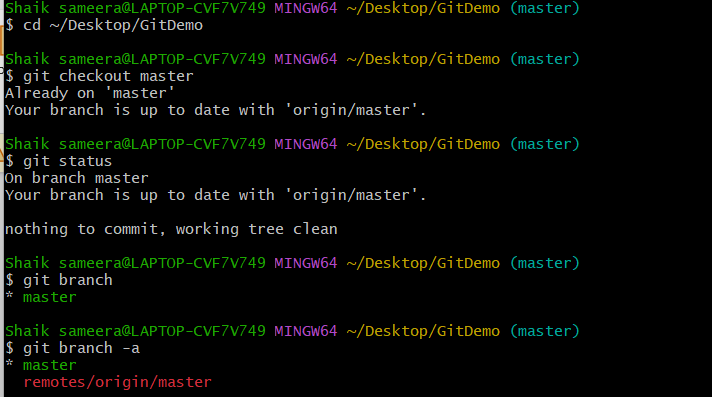 Shaik sameera@LAPTOP-CVF7V749 MINGW64 ~/Desktop/GitDemo (master)
$ cd ~/Desktop/GitDemo
Shaik sameera@LAPTOP-CVF7V749 MINGW64 ~/Desktop/GitDemo (master)
$ git checkout master
Already on 'master'
Your branch is up to date with 'origin/master'.
Shaik sameera@LAPTOP-CVF7V749 MINGW64 ~/Desktop/GitDemo (master)
$ git status
On branch master
Your branch is up to date with 'origin/master'.
nothing to commit, working tree clean
Shaik sameera@LAPTOP-CVF7V749 MINGW64 ~/Desktop/GitDemo (master)
$ git branch
* master
Shaik sameera@LAPTOP-CVF7V749 MINGW64 ~/Desktop/GitDemo (master)
$ git branch -a
* master
remotes/origin/master